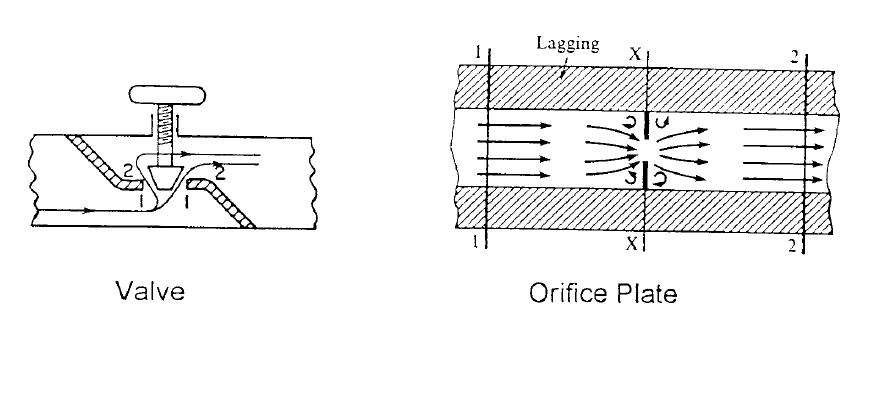 2 2
1 1
Valve
Lagging
1 X 2
1 X 2
Orifice Plate